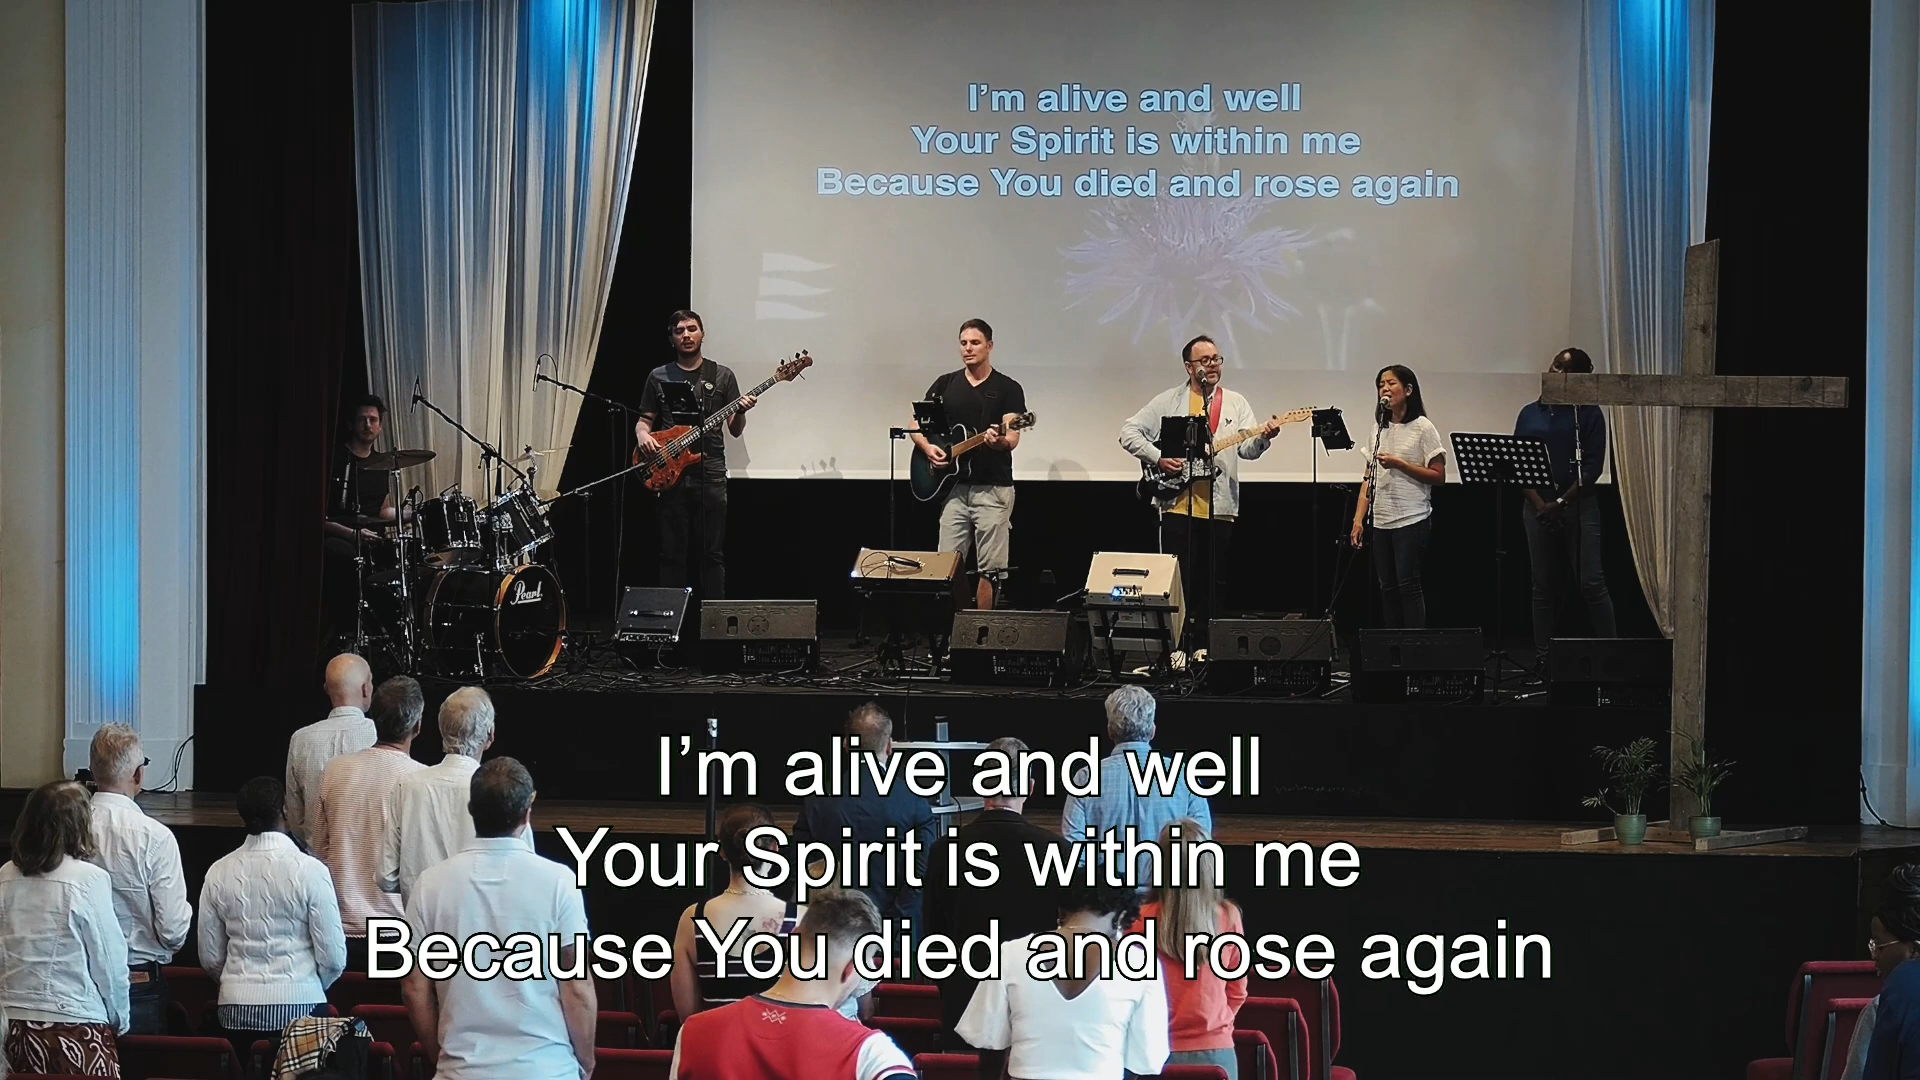 I'm alive and well
Your Spirit is within me
Because You died and rose again
Pearl
I'm alive and well
Your Spirit is within me
Because You died and rose again